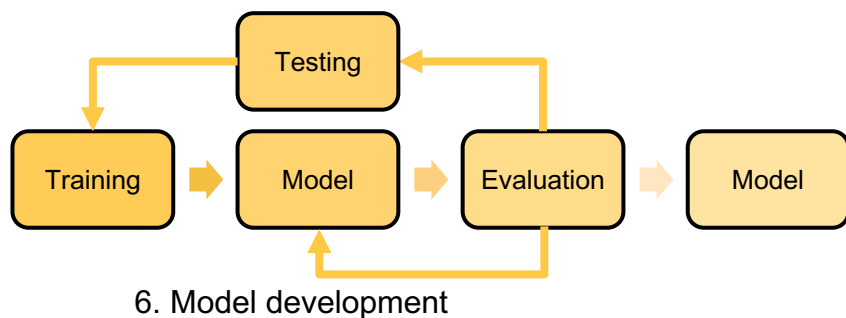 Testing
Training
Model
Evaluation
Model
6. Model development